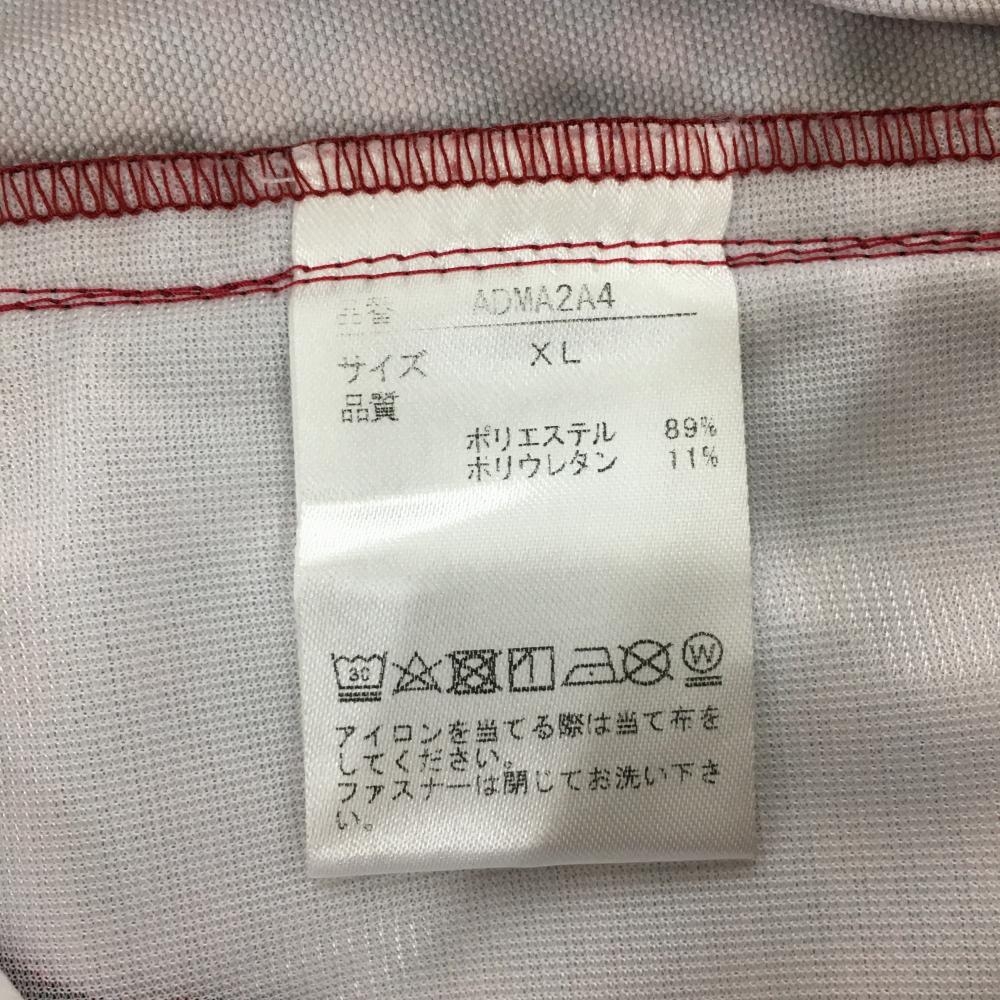 品番 ADMA2A4
サイズ XL
品質
ポリエステル 89%
ポリウレタン 11%
30 W
アイロンを当てる際は当て布を
してください。
ファスナーは閉じてお洗い下さ
い。